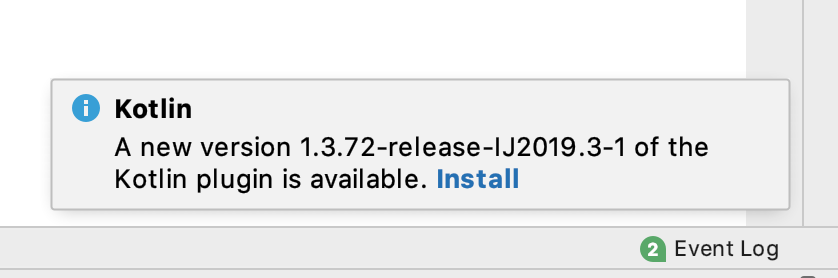 Kotlin
A new version 1.3.72-release-IJ2019.3-1 of the
Kotlin plugin is available. Install
2 Event Log